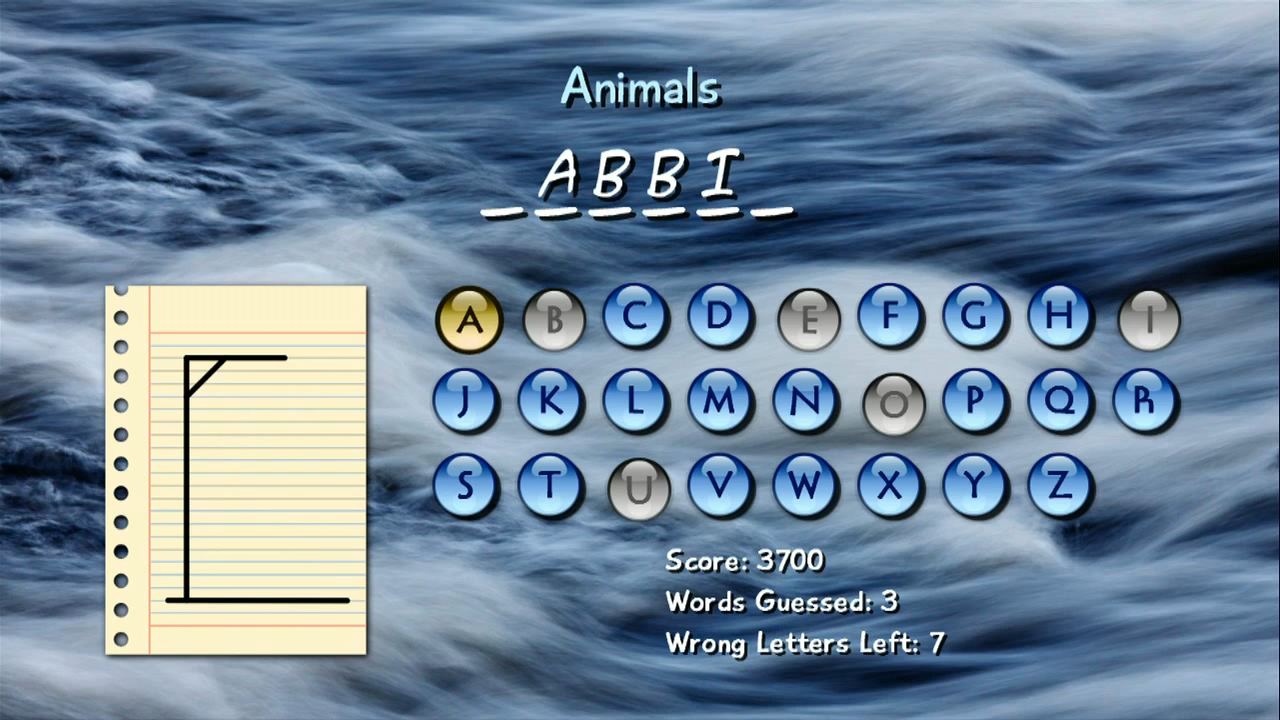 Animals
ABBI
A B C D E F G H I
J K L M N O P Q R
S T U V W X Y Z
Score: 3700
Words Guessed: 3
Wrong Letters Left: 7